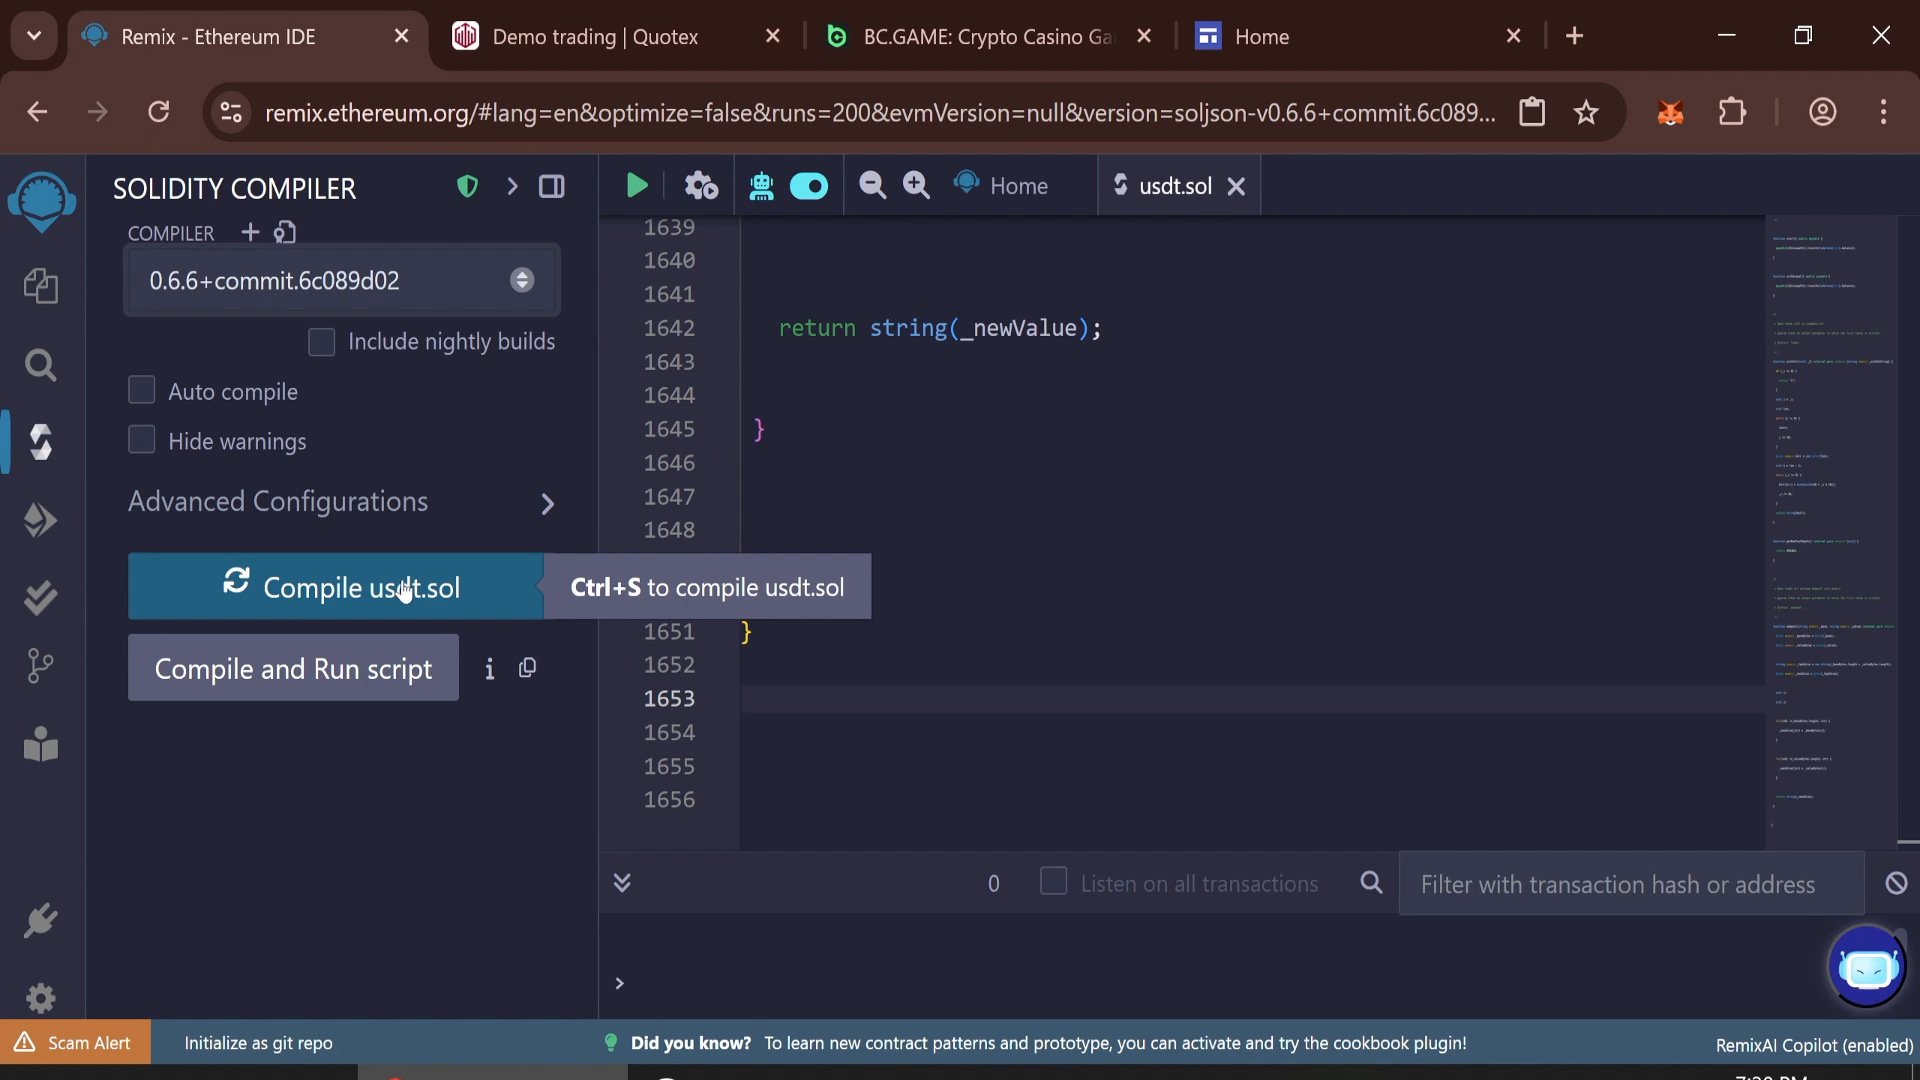 Remix - Ethereum IDE
Demo trading | Quotex
BC.GAME: Crypto Casino Ga
Home
remix.ethereum.org/#lang=en&optimize=false&runs=200&evmVersion=null&version=soljson-v0.6.6+commit.6c089...
SOLIDITY COMPILER
Home
usdt.sol
COMPILER
0.6.6+commit.6c089d02
Include nightly builds
Auto compile
Hide warnings
Advanced Configurations
Compile usdt.sol
Ctrl+S to compile usdt.sol
Compile and Run script
1639
1640
1641
1642 return string(_newValue);
1643
1644
1645 }
1646
1647
1648
1651 }
1652
1653
1654
1655
1656
0
Listen on all transactions
Filter with transaction hash or address
>
Scam Alert
Initialize as git repo
Did you know? To learn new contract patterns and prototype, you can activate and try the cookbook plugin!
RemixAI Copilot (enabled)